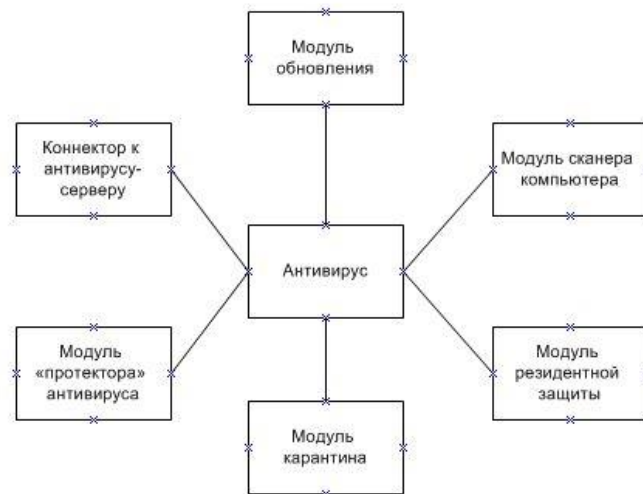 Модуль
обновления
Коннектор к
антивирусу-
серверу
Модуль сканера
компьютера
Антивирус
Модуль
«протектора»
антивируса
Модуль
резидентной
защиты
Модуль
карантина